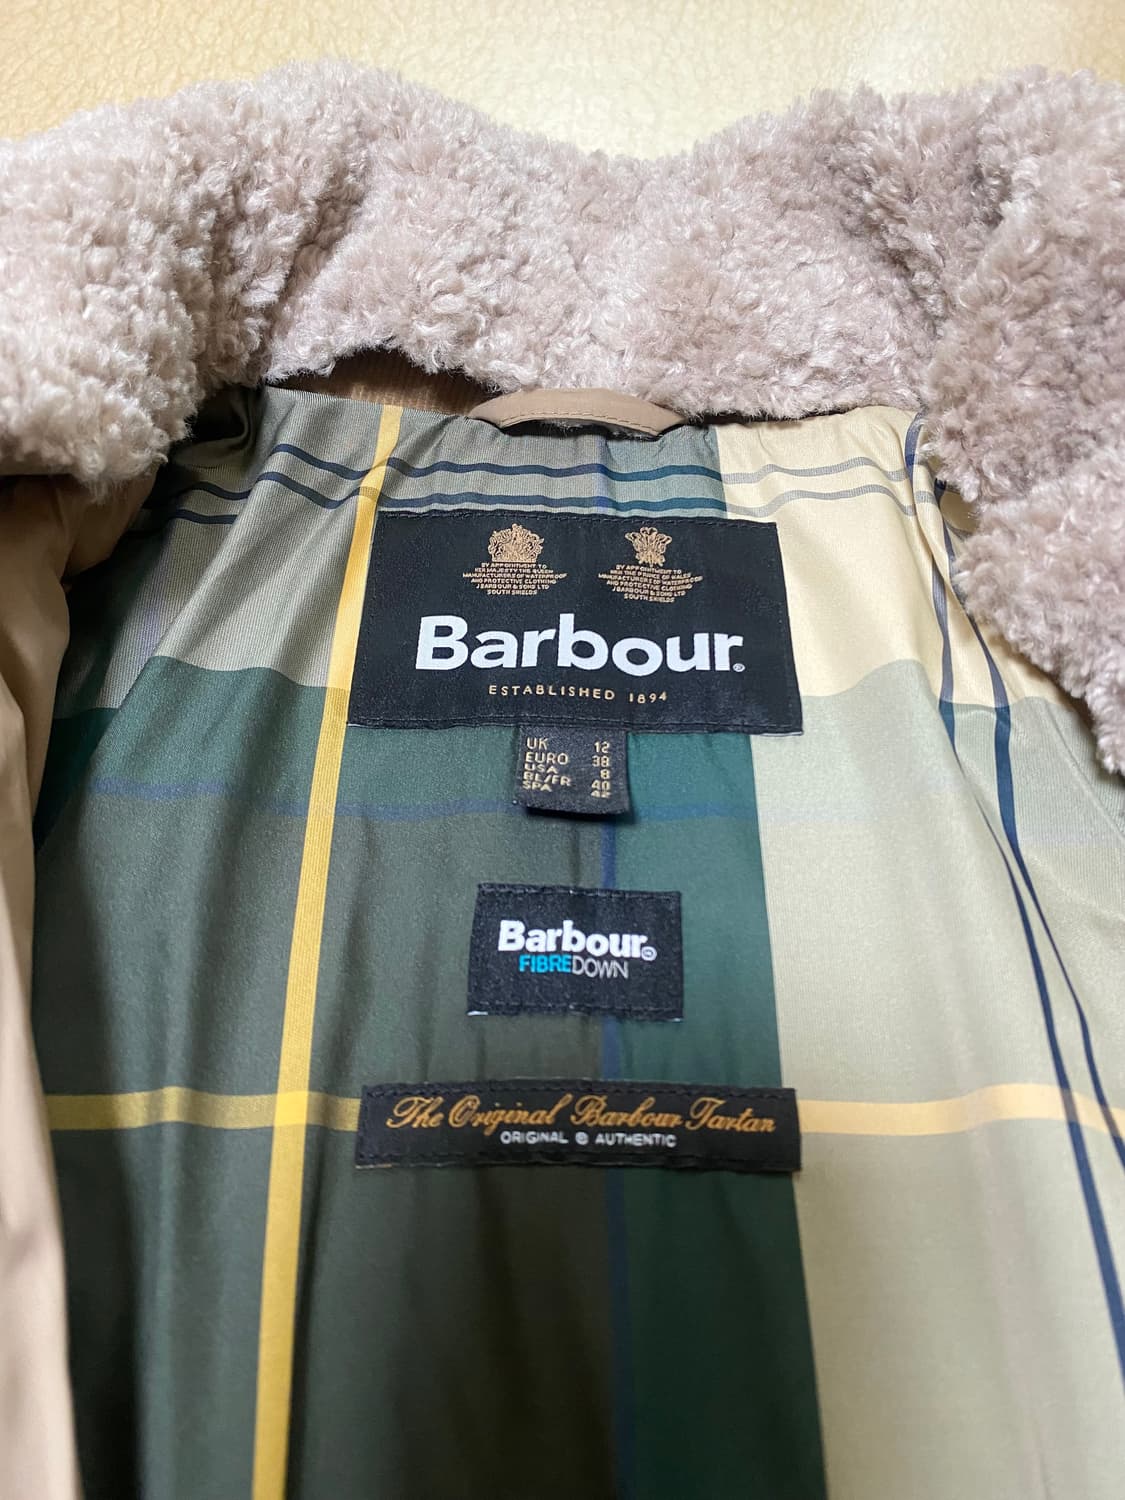 BY APPOINTMENT TO
HER MAJESTY THE QUEEN
MANUFACTURERS OF WATERPROOF
AND PROTECTIVE CLOTHING
J BARBOUR & SONS LTD
SOUTH SHIELDS
BY APPOINTMENT TO
HRH THE PRINCE OF WALES
MANUFACTURERS OF WATERPROOF
AND PROTECTIVE CLOTHING
J BARBOUR & SONS LTD
SOUTH SHIELDS
Barbour®
ESTABLISHED 1894
UK 12
EURO 38
USA 8
BL/FR 40
SPA 42
Barbour®
FIBREDOWN
The Original Barbour Tartan
ORIGINAL @ AUTHENTIC